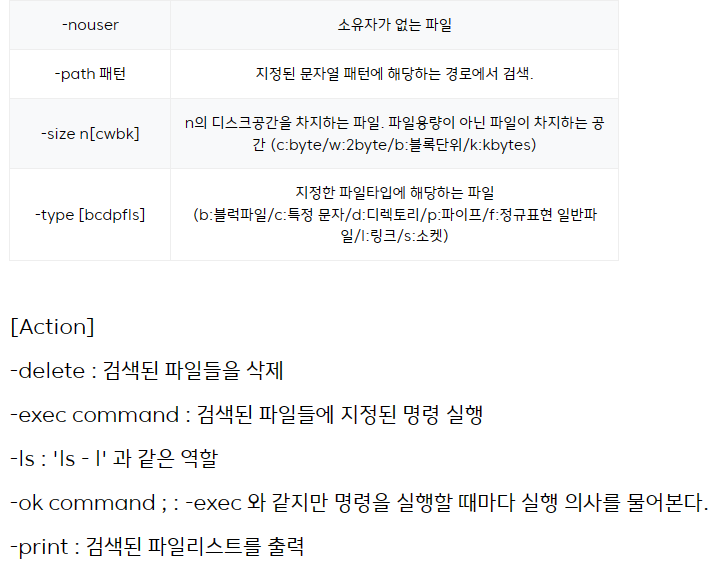 -nouser
소유자가 없는 파일
-path 패턴
지정된 문자열 패턴에 해당하는 경로에서 검색.
-size n[cwbk]
n의 디스크공간을 차지하는 파일. 파일용량이 아닌 파일이 차지하는 공
간 (c:byte/w:2byte/b:블록단위/k:kbytes)
-type [bcdpfls]
지정한 파일타입에 해당하는 파일
(b:블럭파일/c:특정 문자/d:디렉토리/p:파이프/f:정규표현 일반파
일/l:링크/s:소켓)
[Action]
-delete : 검색된 파일들을 삭제
-exec command : 검색된 파일들에 지정된 명령 실행
-ls : 'ls - l' 과 같은 역할
-ok command ; : -exec 와 같지만 명령을 실행할 때마다 실행 의사를 물어본다.
-print : 검색된 파일리스트를 출력